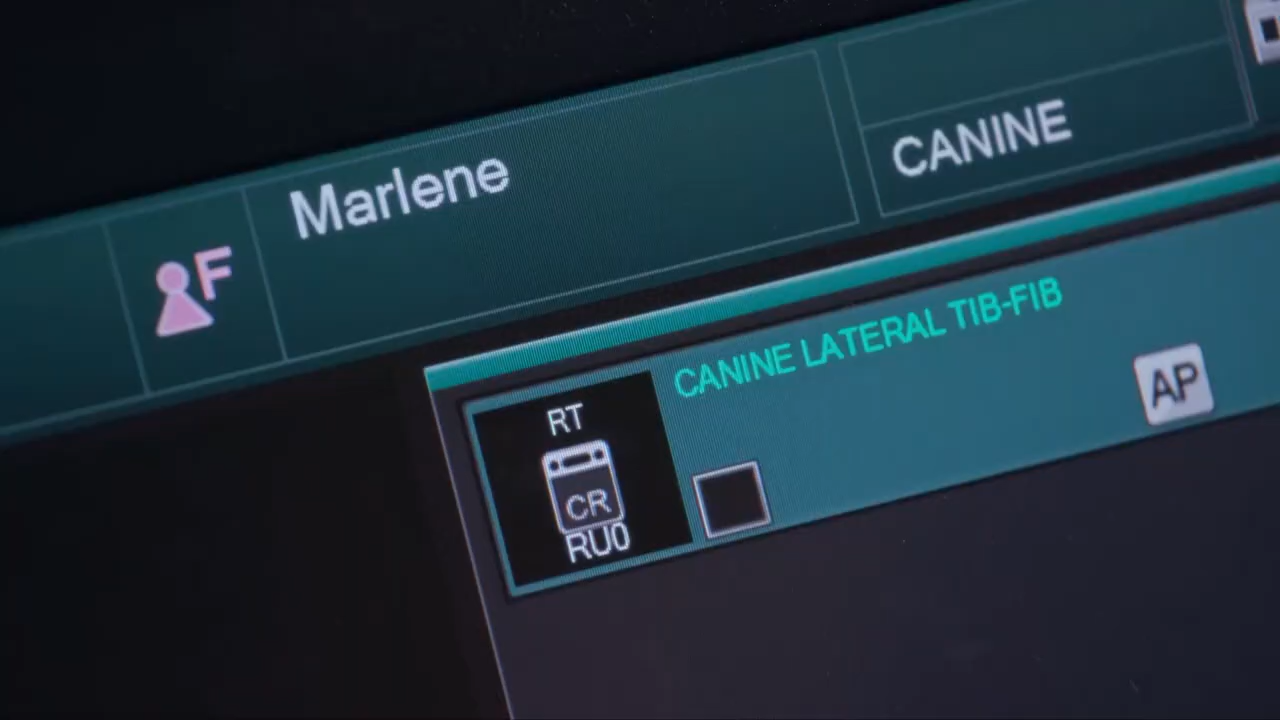 F
Marlene
CANINE
CANINE LATERAL TIB-FIB
AP
RT
CR
RU0